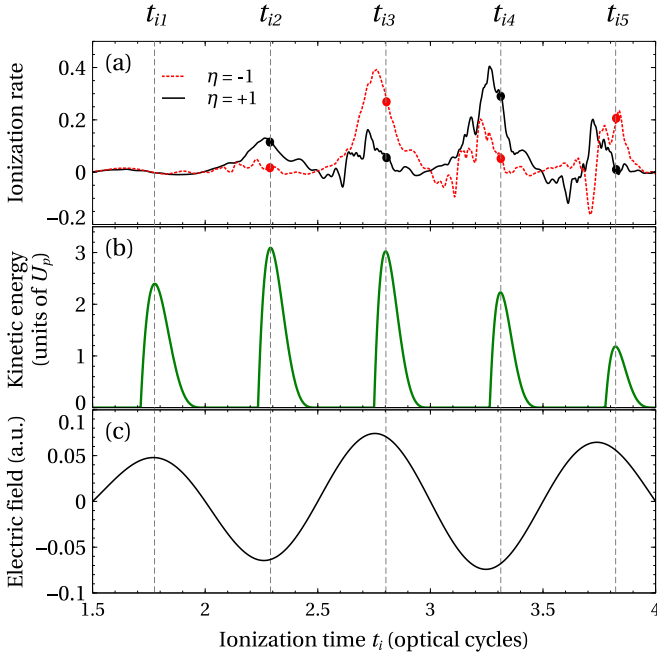 t_i1 t_i2 t_i3 t_i4 t_i5
(a)
η = -1
η = +1
Ionization rate
0.4
0.2
0
−0.2
(b)
Kinetic energy
(units of U_p)
3
2
1
0
(c)
Electric field (a.u.)
0.1
0.05
0
−0.05
−0.1
1.5 2 2.5 3 3.5 4
Ionization time t_i (optical cycles)